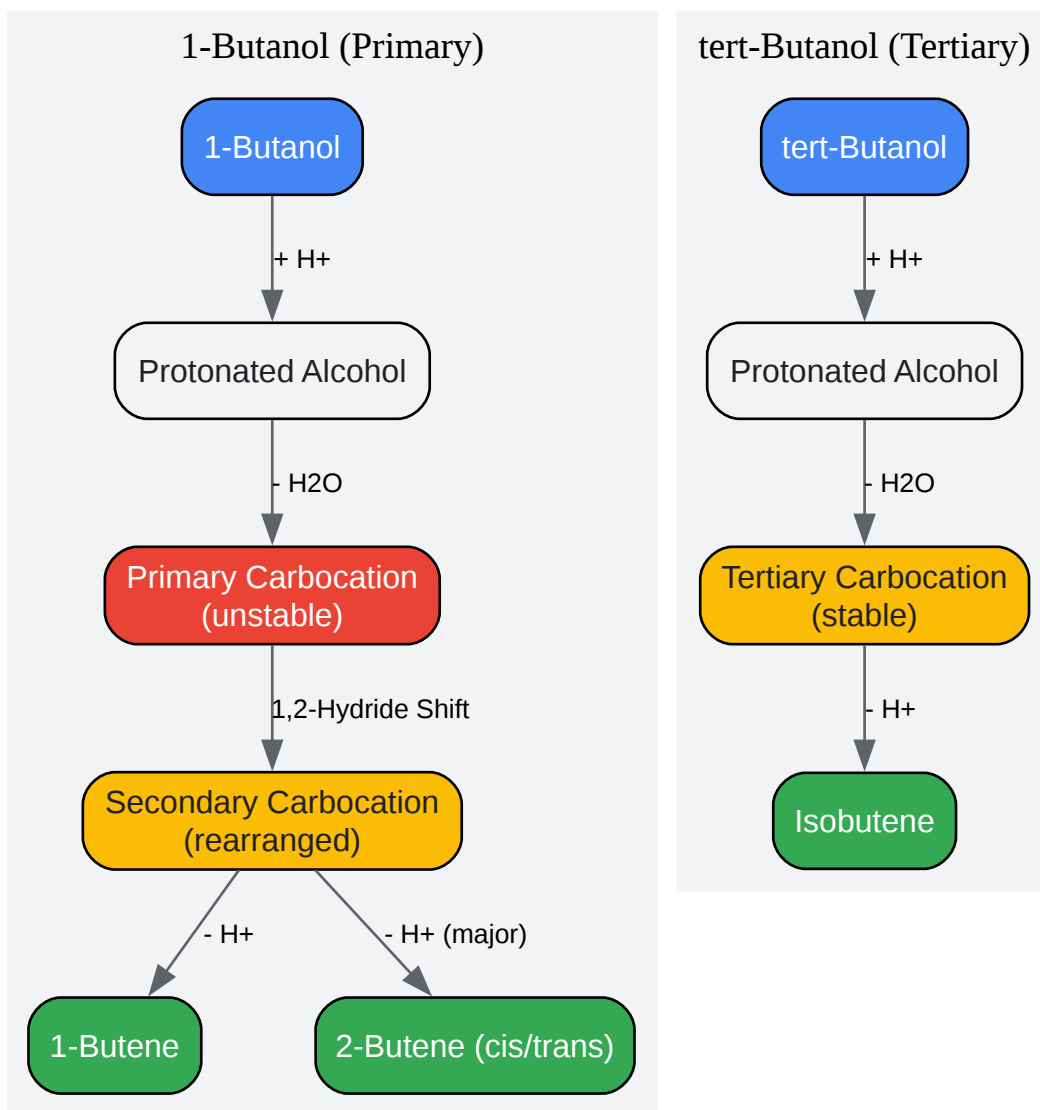 1-Butanol (Primary)
1-Butanol
+ H+
Protonated Alcohol
- H2O
Primary Carbocation
(unstable)
1,2-Hydride Shift
Secondary Carbocation
(rearranged)
- H+
- H+ (major)
1-Butene
2-Butene (cis/trans)
tert-Butanol (Tertiary)
tert-Butanol
+ H+
Protonated Alcohol
- H2O
Tertiary Carbocation
(stable)
- H+
Isobutene